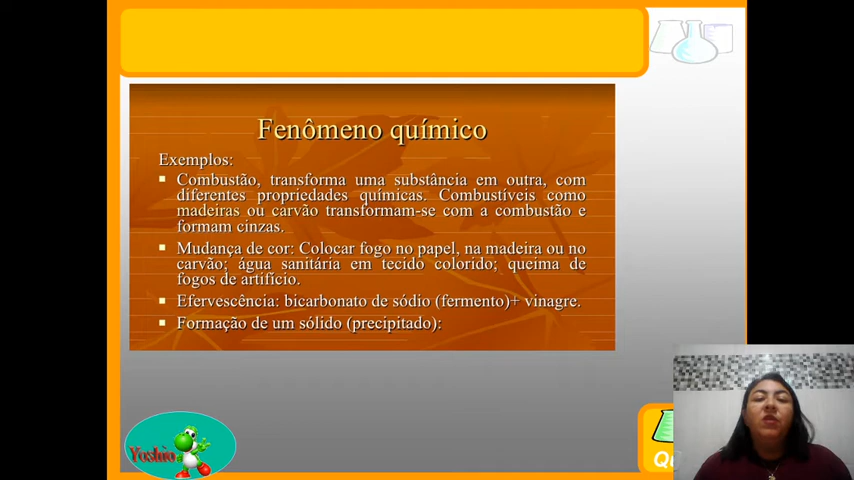 Fenômeno químico
Exemplos:
Combustão, transforma uma substância em outra, com
diferentes propriedades químicas. Combustíveis como
madeiras ou carvão transformam-se com a combustão e
formam cinzas.
Mudança de cor: Colocar fogo no papel, na madeira ou no
carvão; água sanitária em tecido colorido; queima de
fogos de artifício.
Efervescência: bicarbonato de sódio (fermento)+ vinagre.
Formação de um sólido (precipitado):
Yoshio